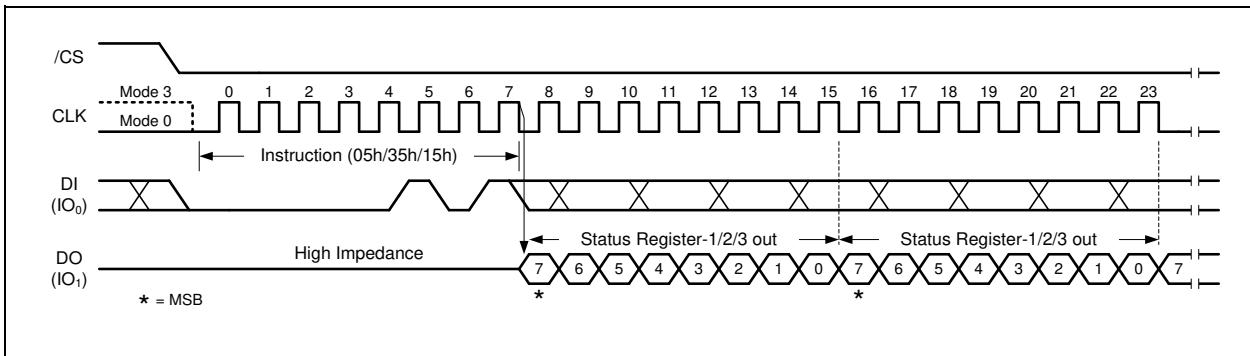 /CS
Mode 3
0 1 2 3 4 5 6 7 8 9 10 11 12 13 14 15 16 17 18 19 20 21 22 23
CLK
Mode 0
Instruction (05h/35h/15h)
DI
(IO0)
Status Register-1/2/3 out Status Register-1/2/3 out
High Impedance
DO
(IO1)
7 6 5 4 3 2 1 0 7 6 5 4 3 2 1 0 7
* *
* = MSB